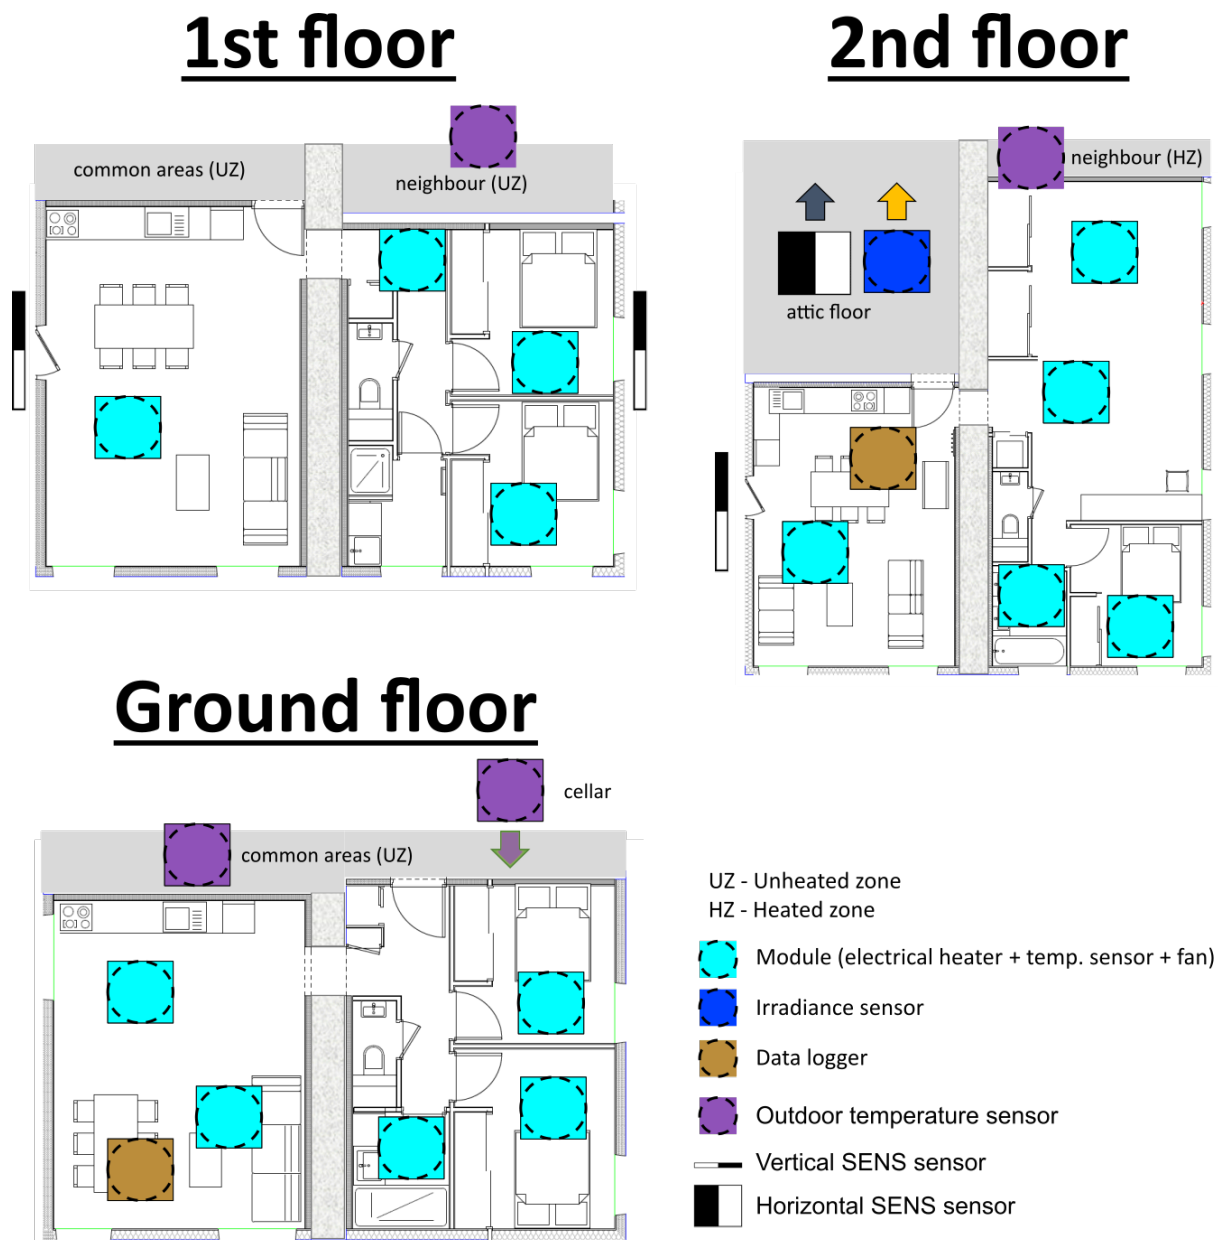 1st floor
2nd floor
common areas (UZ)
neighbour (UZ)
neighbour (HZ)
attic floor
Ground floor
cellar
common areas (UZ)
UZ - Unheated zone
HZ - Heated zone
Module (electrical heater + temp. sensor + fan)
Irradiance sensor
Data logger
Outdoor temperature sensor
Vertical SENS sensor
Horizontal SENS sensor